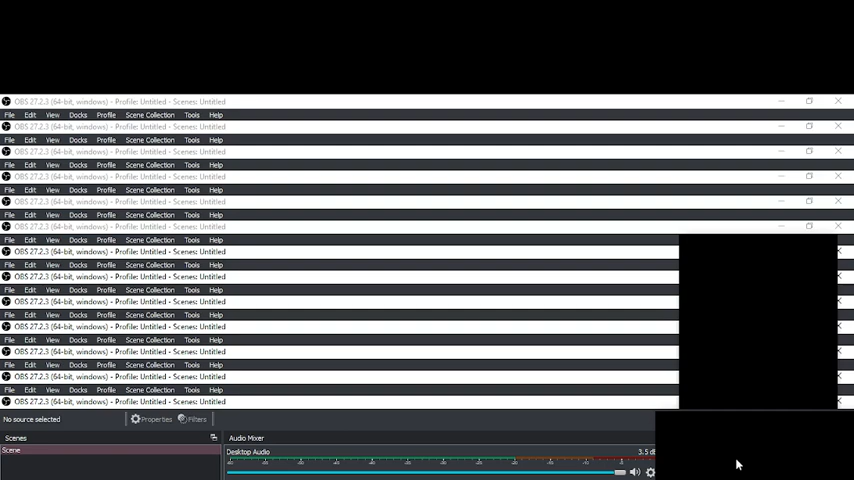 OBS 27.2.3 (64-bit, windows) - Profile: Untitled - Scenes: Untitled
File Edit View Docks Profile Scene Collection Tools Help
OBS 27.2.3 (64-bit, windows) - Profile: Untitled - Scenes: Untitled
File Edit View Docks Profile Scene Collection Tools Help
OBS 27.2.3 (64-bit, windows) - Profile: Untitled - Scenes: Untitled
File Edit View Docks Profile Scene Collection Tools Help
OBS 27.2.3 (64-bit, windows) - Profile: Untitled - Scenes: Untitled
File Edit View Docks Profile Scene Collection Tools Help
OBS 27.2.3 (64-bit, windows) - Profile: Untitled - Scenes: Untitled
File Edit View Docks Profile Scene Collection Tools Help
OBS 27.2.3 (64-bit, windows) - Profile: Untitled - Scenes: Untitled
File Edit View Docks Profile Scene Collection Tools Help
OBS 27.2.3 (64-bit, windows) - Profile: Untitled - Scenes: Untitled
File Edit View Docks Profile Scene Collection Tools Help
OBS 27.2.3 (64-bit, windows) - Profile: Untitled - Scenes: Untitled
File Edit View Docks Profile Scene Collection Tools Help
OBS 27.2.3 (64-bit, windows) - Profile: Untitled - Scenes: Untitled
File Edit View Docks Profile Scene Collection Tools Help
OBS 27.2.3 (64-bit, windows) - Profile: Untitled - Scenes: Untitled
File Edit View Docks Profile Scene Collection Tools Help
OBS 27.2.3 (64-bit, windows) - Profile: Untitled - Scenes: Untitled
File Edit View Docks Profile Scene Collection Tools Help
OBS 27.2.3 (64-bit, windows) - Profile: Untitled - Scenes: Untitled
File Edit View Docks Profile Scene Collection Tools Help
OBS 27.2.3 (64-bit, windows) - Profile: Untitled - Scenes: Untitled
No source selected Properties Filters
Scenes Audio Mixer
Scene Desktop Audio 3.5